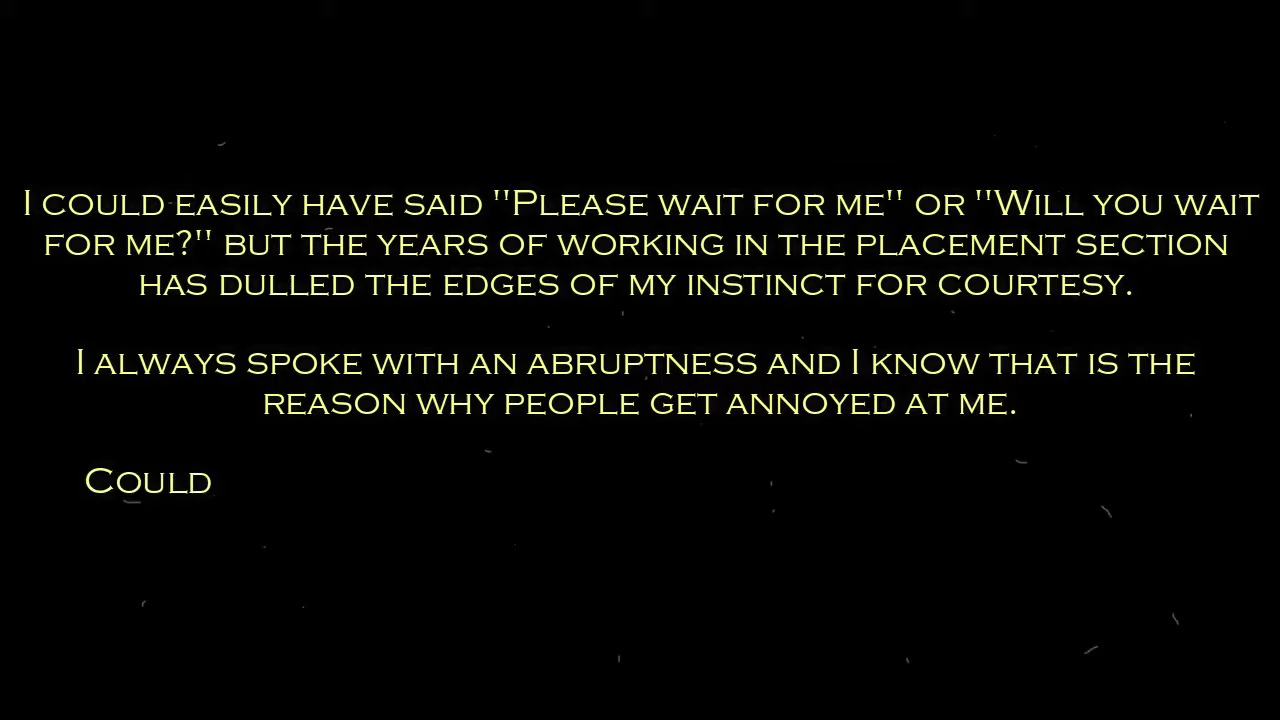 I could easily have said "Please wait for me" or "Will you wait
for me?" but the years of working in the placement section
has dulled the edges of my instinct for courtesy.
I always spoke with an abruptness and I know that is the
reason why people get annoyed at me.
Could